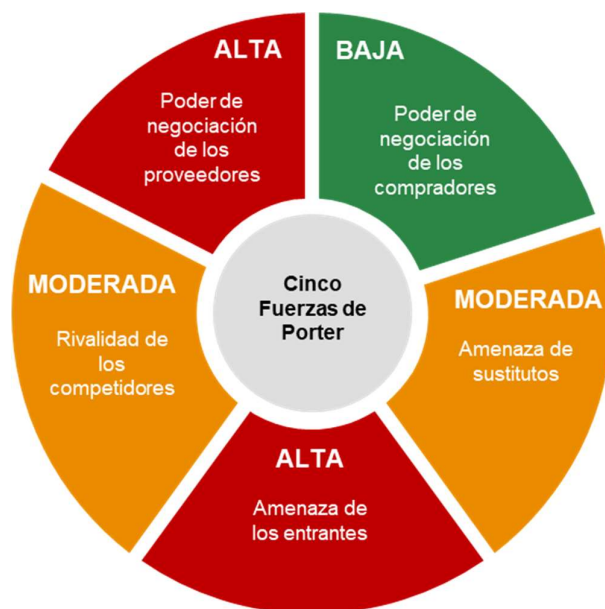 ALTA
Poder de
negociación
de los
proveedores
BAJA
Poder de
negociación
de los
compradores
MODERADA
Rivalidad de
los
competidores
Cinco
Fuerzas de
Porter
MODERADA
Amenaza de
sustitutos
ALTA
Amenaza de
los entrantes